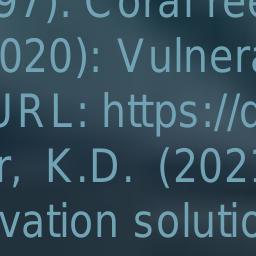 97). Coral ree
020): Vulnera
URL: https://d
r, K.D. (202
vation solutio